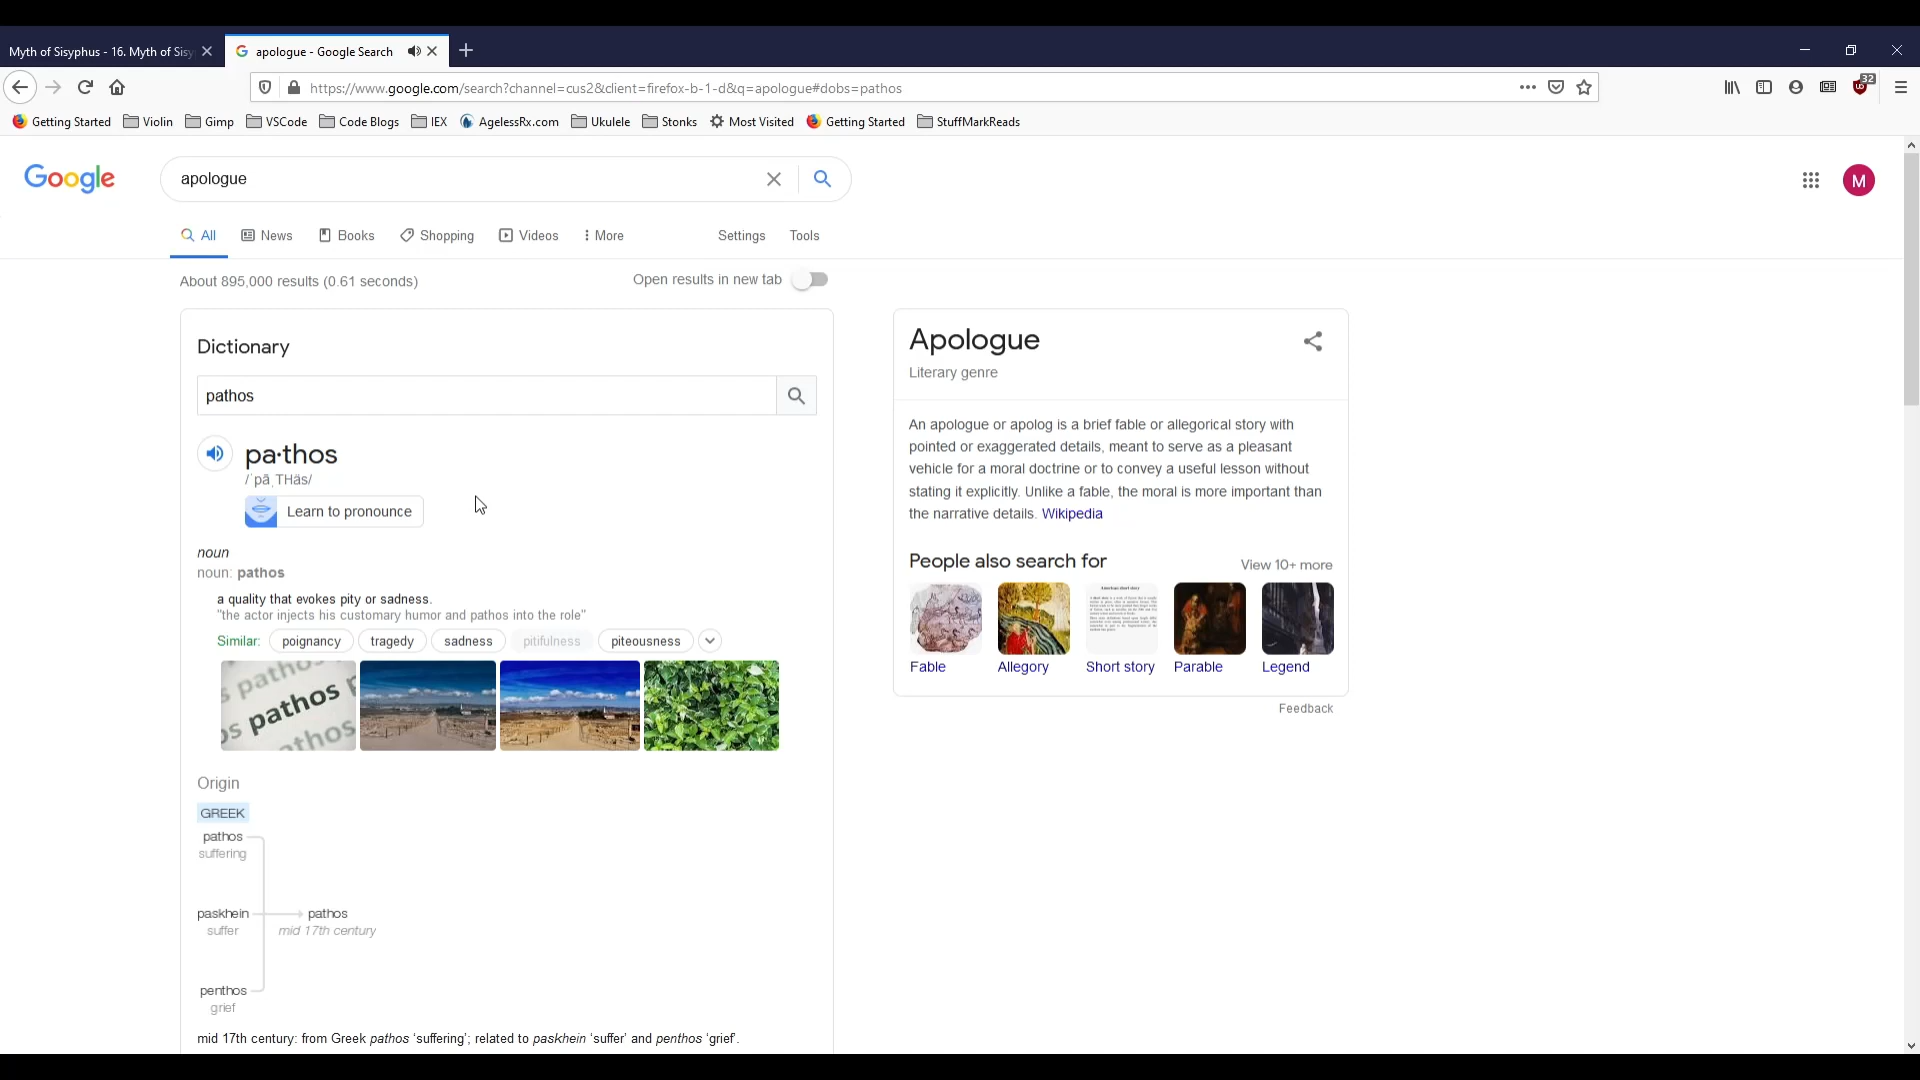 Myth of Sisyphus - 16. Myth of Sisy
apologue - Google Search
https://www.google.com/search?channel=cus2&client=firefox-b-1-d&q=apologue#dobs=pathos
32
Getting Started Violin Gimp VSCode Code Blogs IEX AgelessRx.com Ukulele Stonks Most Visited Getting Started StuffMarkReads
Google
apologue
M
All News Books Shopping Videos More Settings Tools
About 895,000 results (0.61 seconds)
Open results in new tab
Dictionary
pathos
pa·thos
/ˈpāˌTHäs/
Learn to pronounce
noun
noun: pathos
a quality that evokes pity or sadness.
"the actor injects his customary humor and pathos into the role"
Similar: poignancy tragedy sadness pitifulness piteousness
pathos
Origin
GREEK
pathos
suffering
paskhein pathos
suffer mid 17th century
penthos
grief
mid 17th century: from Greek pathos ‘suffering’; related to paskhein ‘suffer’ and penthos ‘grief’.
Apologue
Literary genre
An apologue or apolog is a brief fable or allegorical story with
pointed or exaggerated details, meant to serve as a pleasant
vehicle for a moral doctrine or to convey a useful lesson without
stating it explicitly. Unlike a fable, the moral is more important than
the narrative details. Wikipedia
People also search for
View 10+ more
Fable Allegory Short story Parable Legend
Feedback